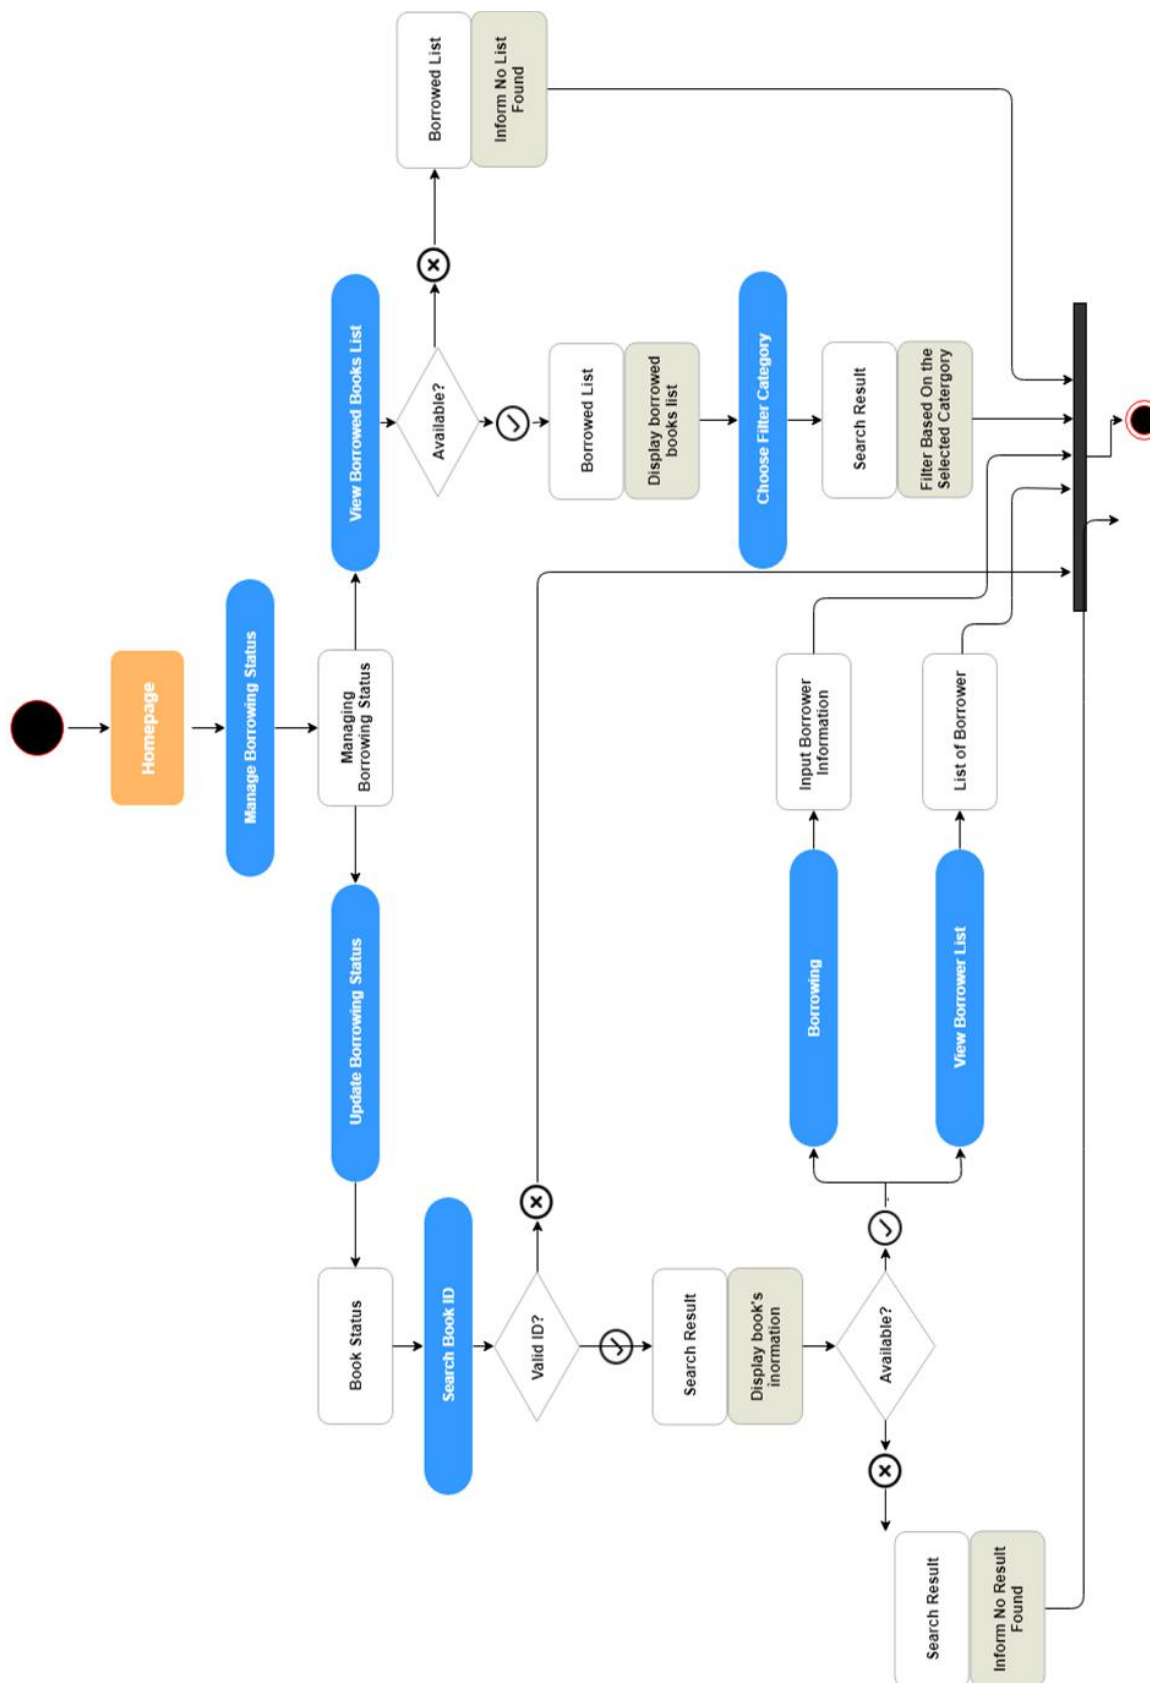 Homepage
Manage Borrowing Status
Managing
Borrowing Status
View Borrowed Books List
Available?
Borrowed List
Inform No List
Found
Borrowed List
Display borrowed
books list
Choose Filter Category
Search Result
Filter Based On the
Selected Catergory
Update Borrowing Status
Book Status
Search Book ID
Valid ID?
Search Result
Display book's
inormation
Available?
Borrowing
Input Borrower
Information
View Borrower List
List of Borrower
Search Result
Inform No Result
Found